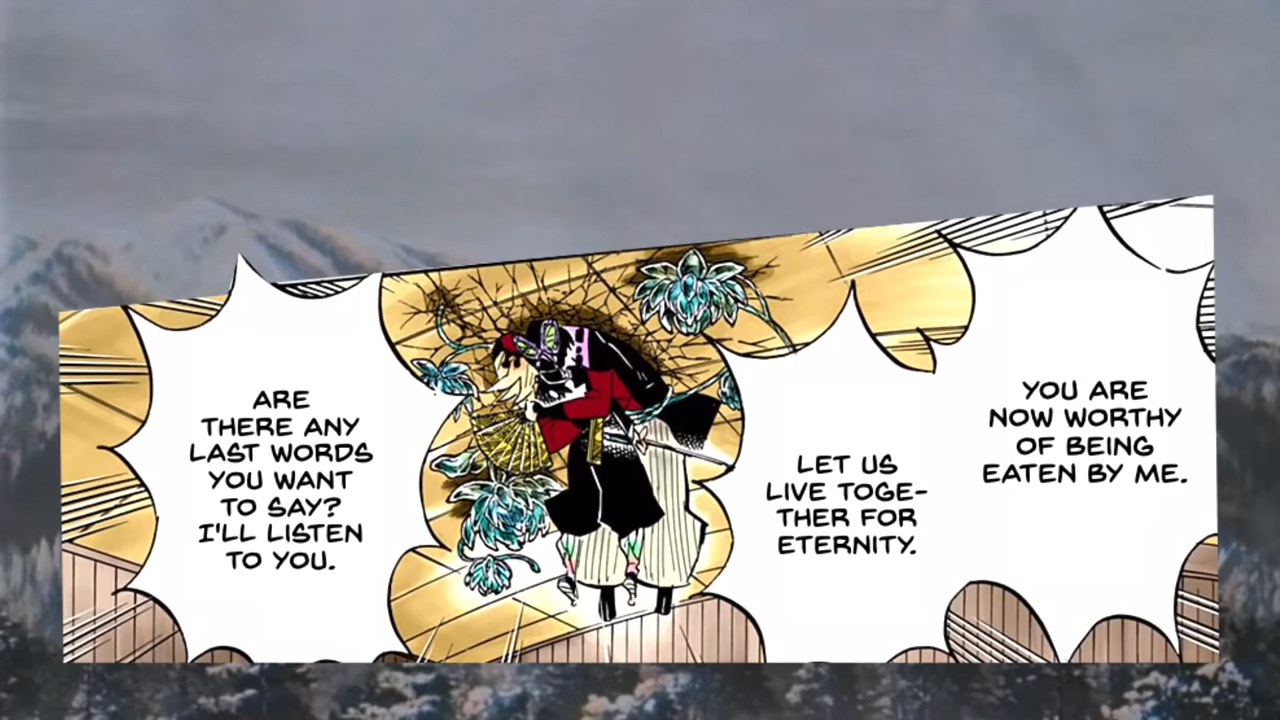 YOU ARE
NOW WORTHY
OF BEING
EATEN BY ME.
LET US
LIVE TOGE-
THER FOR
ETERNITY.
ARE
THERE ANY
LAST WORDS
YOU WANT
TO SAY?
I'LL LISTEN
TO YOU.